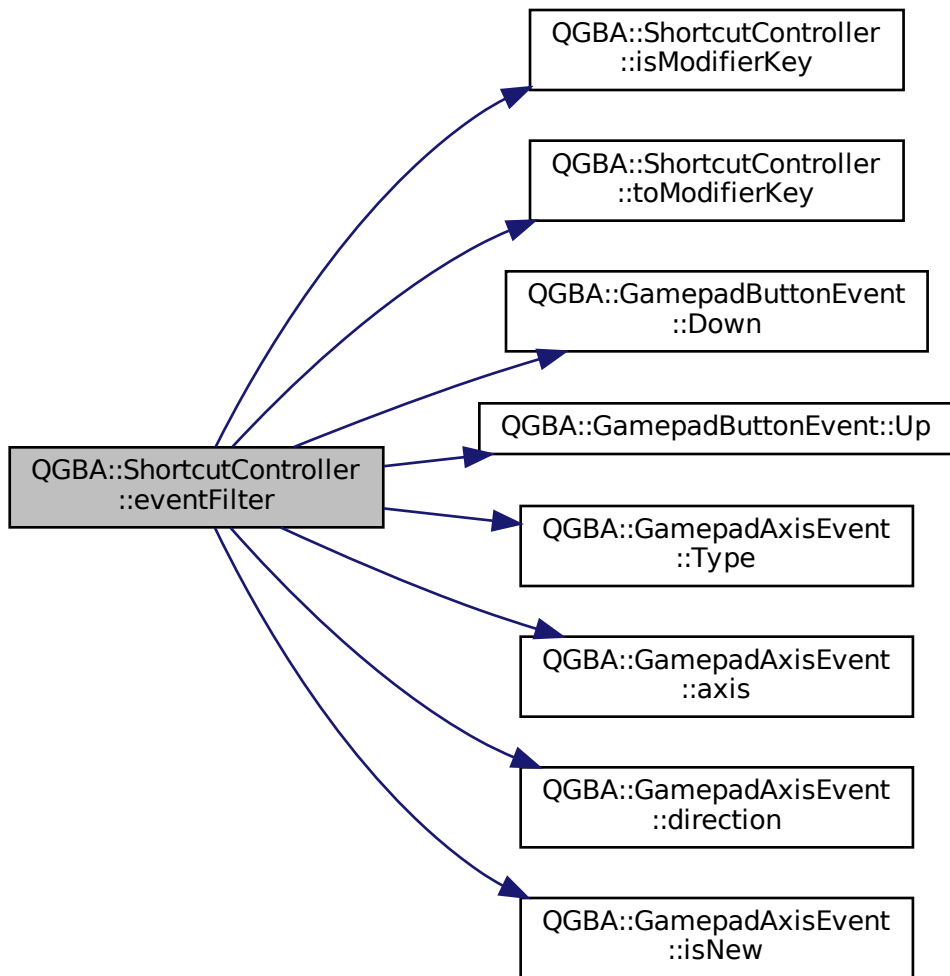 QGBA::ShortcutController
::isModifierKey
QGBA::ShortcutController
::toModifierKey
QGBA::GamepadButtonEvent
::Down
QGBA::GamepadButtonEvent::Up
QGBA::ShortcutController
::eventFilter
QGBA::GamepadAxisEvent
::Type
QGBA::GamepadAxisEvent
::axis
QGBA::GamepadAxisEvent
::direction
QGBA::GamepadAxisEvent
::isNew